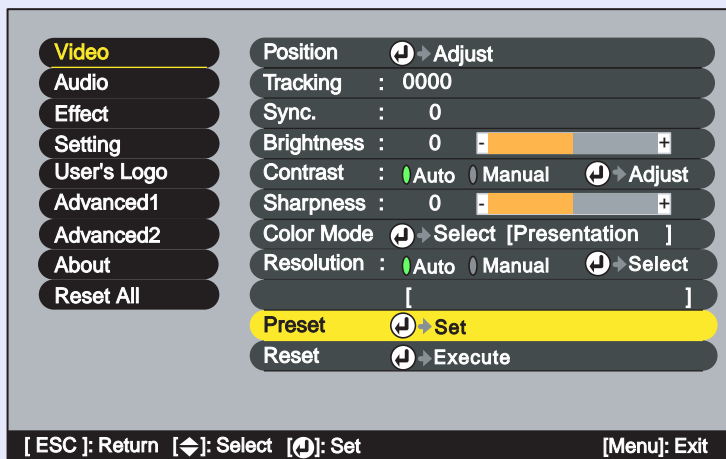 Video
Audio
Effect
Setting
User's Logo
Advanced1
Advanced2
About
Reset All
Position Adjust
Tracking : 0000
Sync. : 0
Brightness : 0 - +
Contrast : Auto Manual Adjust
Sharpness : 0 - +
Color Mode Select [Presentation ]
Resolution : Auto Manual Select
[ ]
Preset Set
Reset Execute
[ ESC ]: Return [ ]: Select [ ]: Set [Menu]: Exit